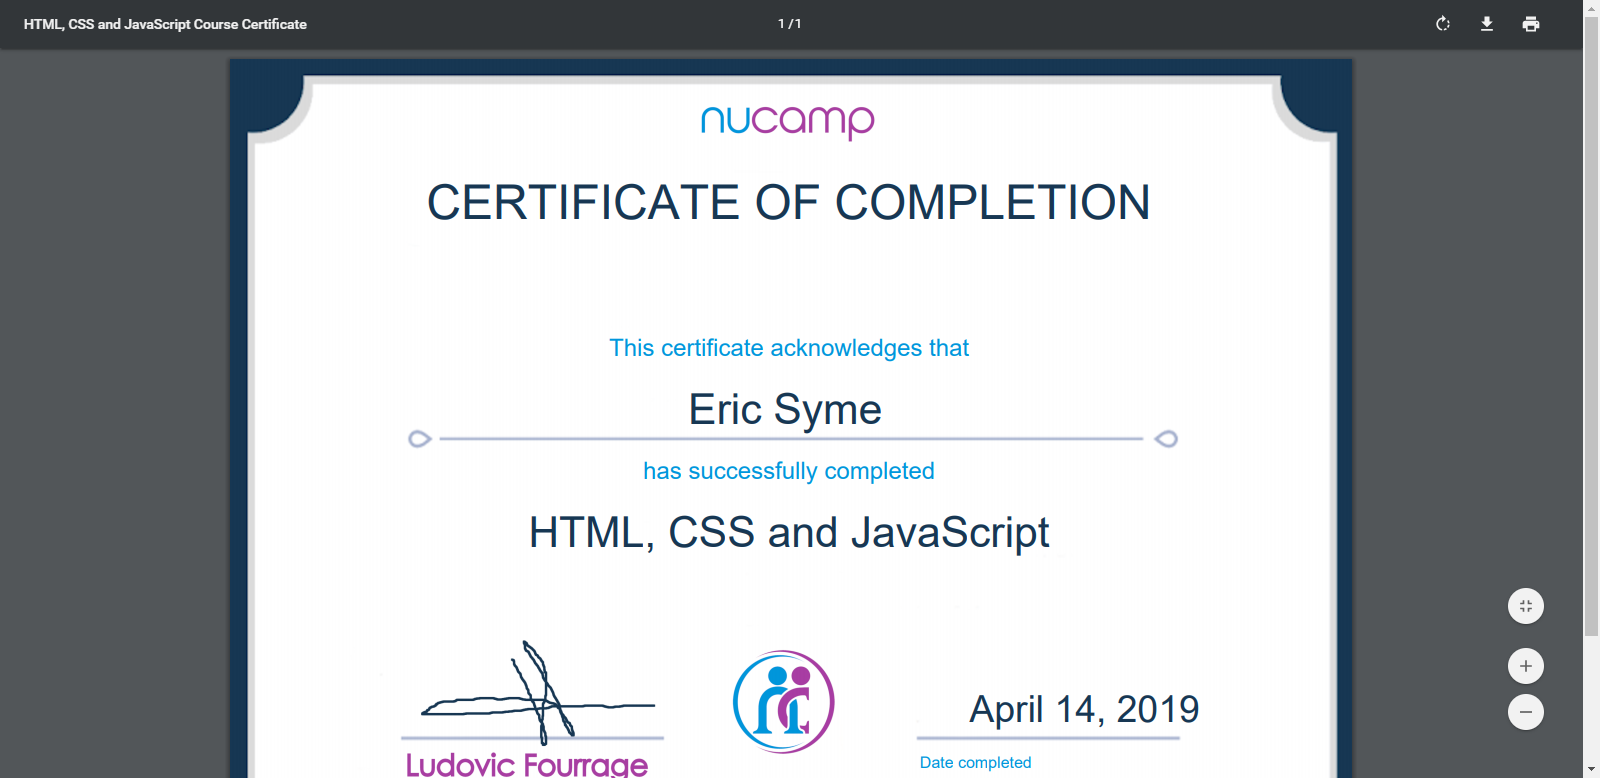 HTML, CSS and JavaScript Course Certificate
1 / 1
nucamp
CERTIFICATE OF COMPLETION
This certificate acknowledges that
Eric Syme
has successfully completed
HTML, CSS and JavaScript
April 14, 2019
Ludovic Fourrage
Date completed